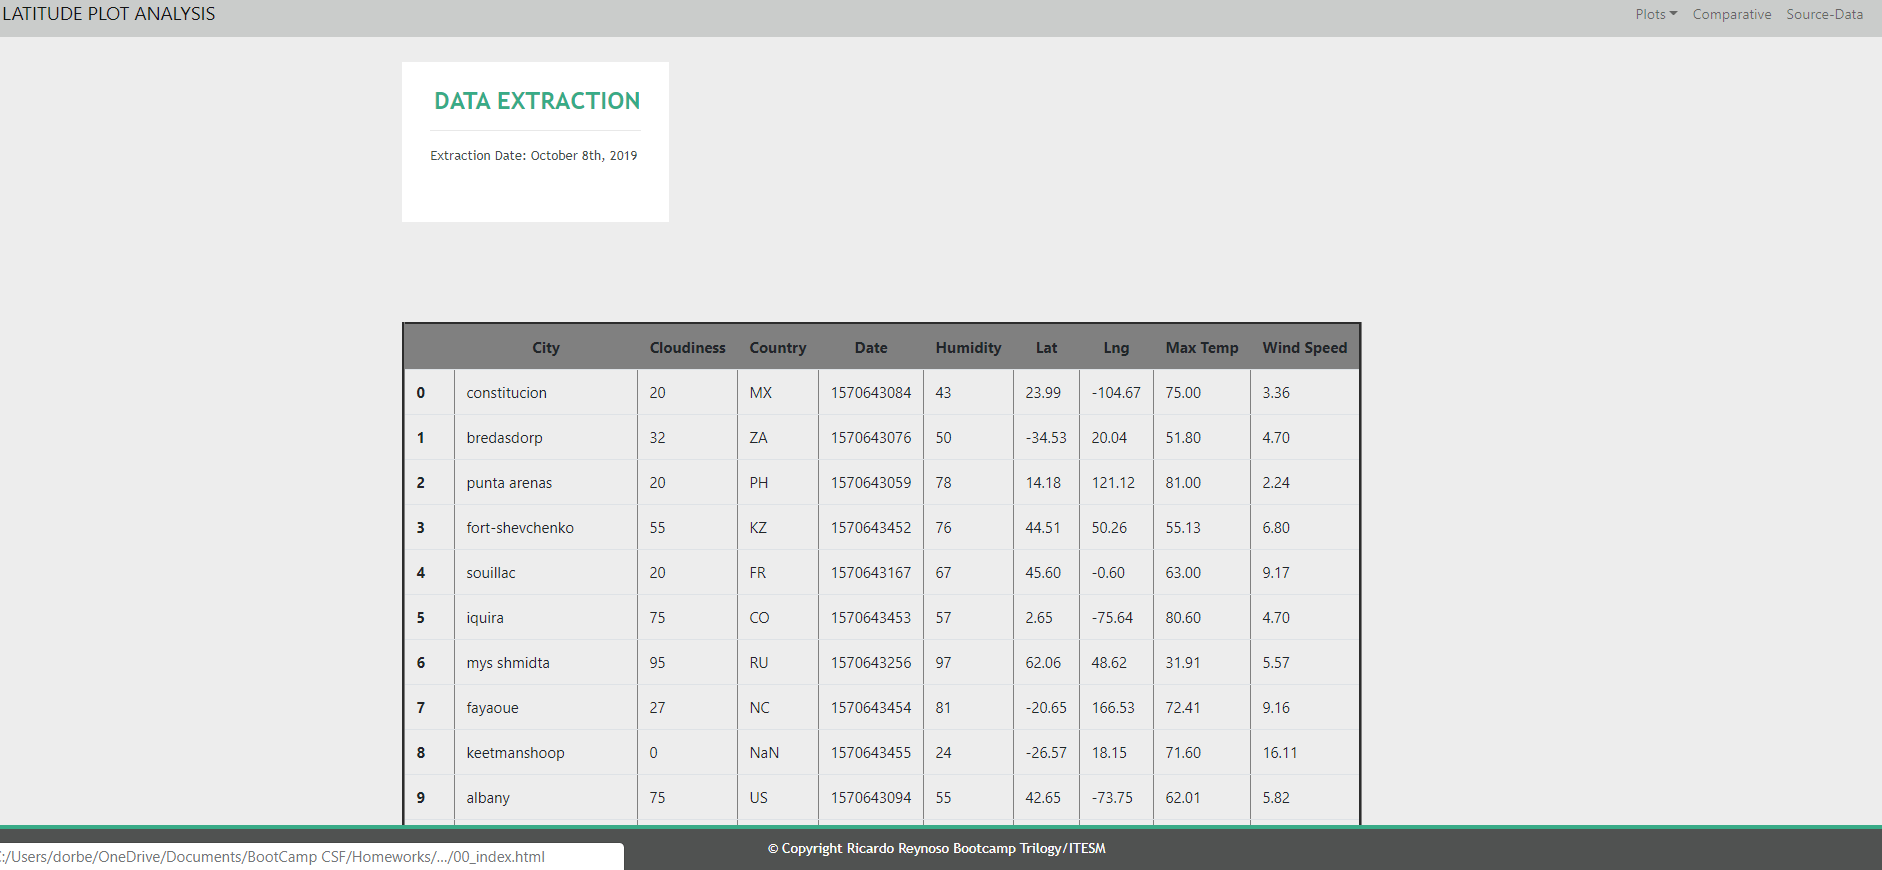 LATITUDE PLOT ANALYSIS Plots Comparative Source-Data
DATA EXTRACTION
Extraction Date: October 8th, 2019
City Cloudiness Country Date Humidity Lat Lng Max Temp Wind Speed
0 constitucion 20 MX 1570643084 43 23.99 -104.67 75.00 3.36
1 bredasdorp 32 ZA 1570643076 50 -34.53 20.04 51.80 4.70
2 punta arenas 20 PH 1570643059 78 14.18 121.12 81.00 2.24
3 fort-shevchenko 55 KZ 1570643452 76 44.51 50.26 55.13 6.80
4 souillac 20 FR 1570643167 67 45.60 -0.60 63.00 9.17
5 iquira 75 CO 1570643453 57 2.65 -75.64 80.60 4.70
6 mys shmidta 95 RU 1570643256 97 62.06 48.62 31.91 5.57
7 fayaoue 27 NC 1570643454 81 -20.65 166.53 72.41 9.16
8 keetmanshoop 0 NaN 1570643455 24 -26.57 18.15 71.60 16.11
9 albany 75 US 1570643094 55 42.65 -73.75 62.01 5.82
© Copyright Ricardo Reynoso Bootcamp Trilogy/ITESM
:/Users/dorbe/OneDrive/Documents/BootCamp CSF/Homeworks/.../00_index.html